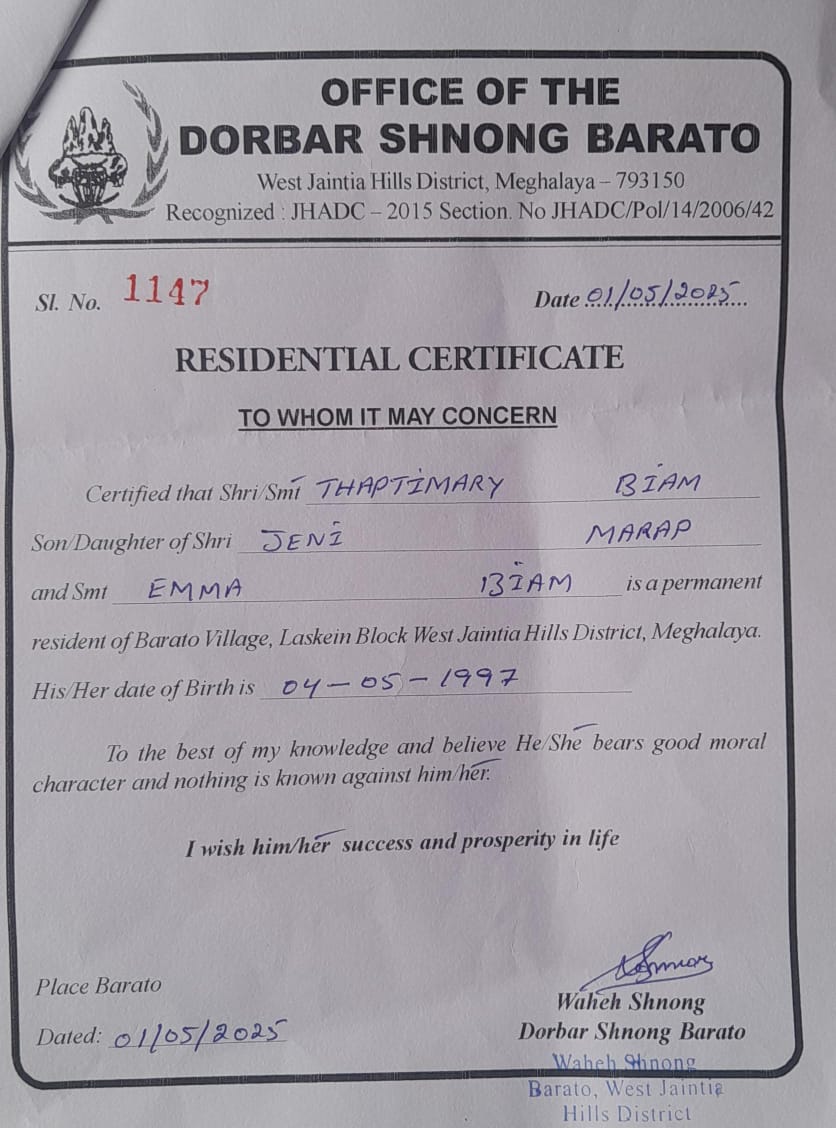 OFFICE OF THE
DORBAR SHNONG BARATO
West Jaintia Hills District, Meghalaya – 793150
Recognized : JHADC – 2015 Section. No JHADC/Pol/14/2006/42
Sl. No. 1147 Date 01/05/2025
RESIDENTIAL CERTIFICATE
TO WHOM IT MAY CONCERN
Certified that Shri/Smt THAPTIMARY BIAM
Son/Daughter of Shri JENI MARAP
and Smt EMMA BIAM is a permanent
resident of Barato Village, Laskein Block West Jaintia Hills District, Meghalaya.
His/Her date of Birth is 04-05-1997
To the best of my knowledge and believe He/She bears good moral
character and nothing is known against him/her.
I wish him/her success and prosperity in life
Place Barato
Waheh Shnong
Dated: 01/05/2025 Dorbar Shnong Barato
Waheh Shnong
Barato, West Jaintia
Hills District